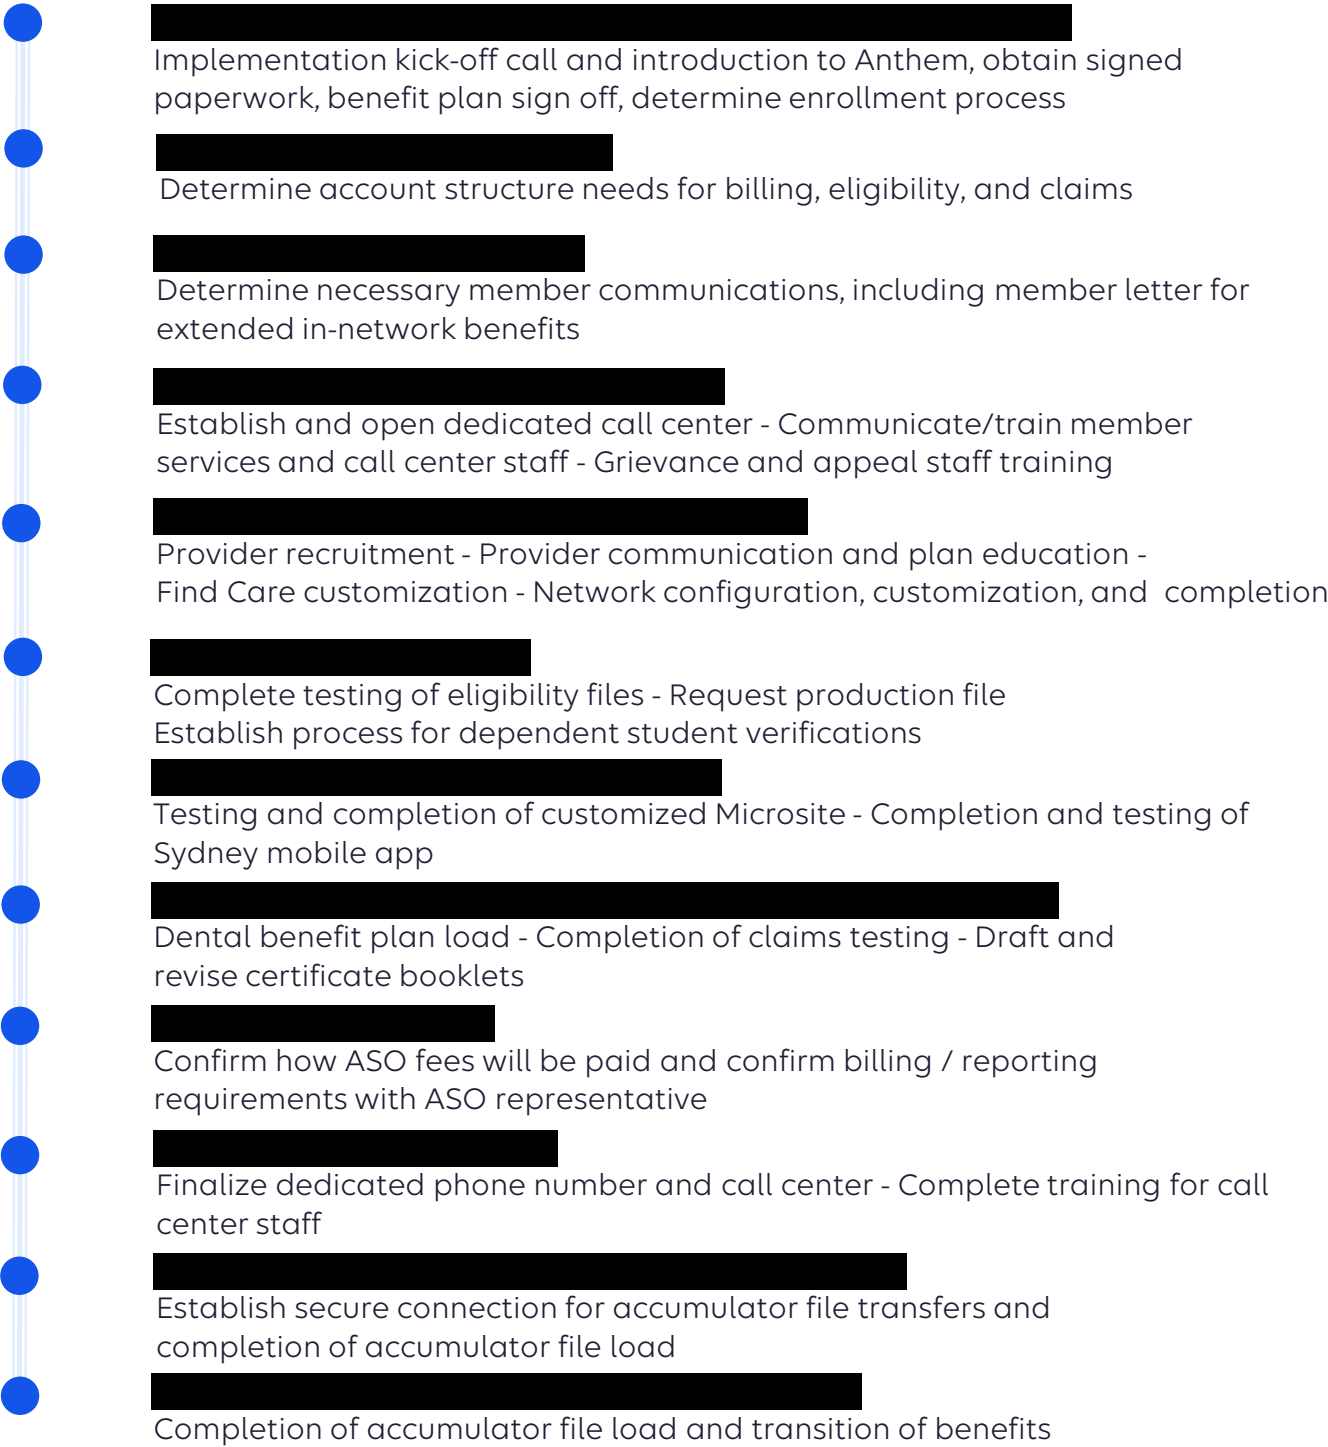 Implementation kick-off call and introduction to Anthem, obtain signed
paperwork, benefit plan sign off, determine enrollment process
Determine account structure needs for billing, eligibility, and claims
Determine necessary member communications, including member letter for
extended in-network benefits
Establish and open dedicated call center - Communicate/train member
services and call center staff - Grievance and appeal staff training
Provider recruitment - Provider communication and plan education -
Find Care customization - Network configuration, customization, and completion
Complete testing of eligibility files - Request production file
Establish process for dependent student verifications
Testing and completion of customized Microsite - Completion and testing of
Sydney mobile app
Dental benefit plan load - Completion of claims testing - Draft and
revise certificate booklets
Confirm how ASO fees will be paid and confirm billing / reporting
requirements with ASO representative
Finalize dedicated phone number and call center - Complete training for call
center staff
Establish secure connection for accumulator file transfers and
completion of accumulator file load
Completion of accumulator file load and transition of benefits